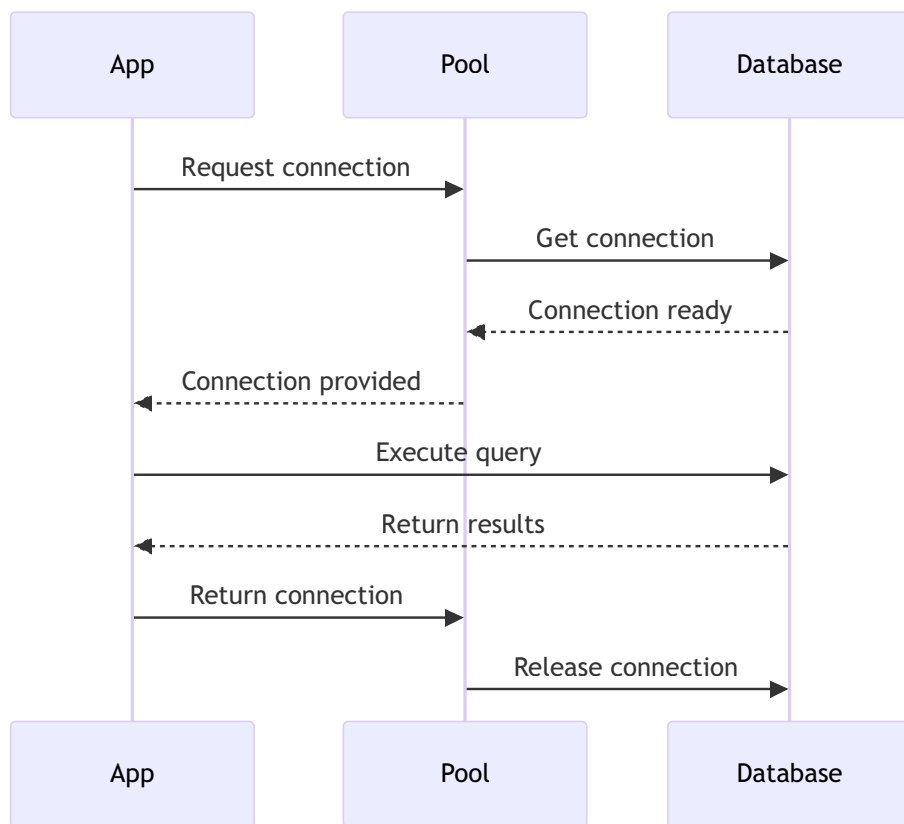 App Pool Database
Request connection
Get connection
Connection ready
Connection provided
Execute query
Return results
Return connection
Release connection
App Pool Database